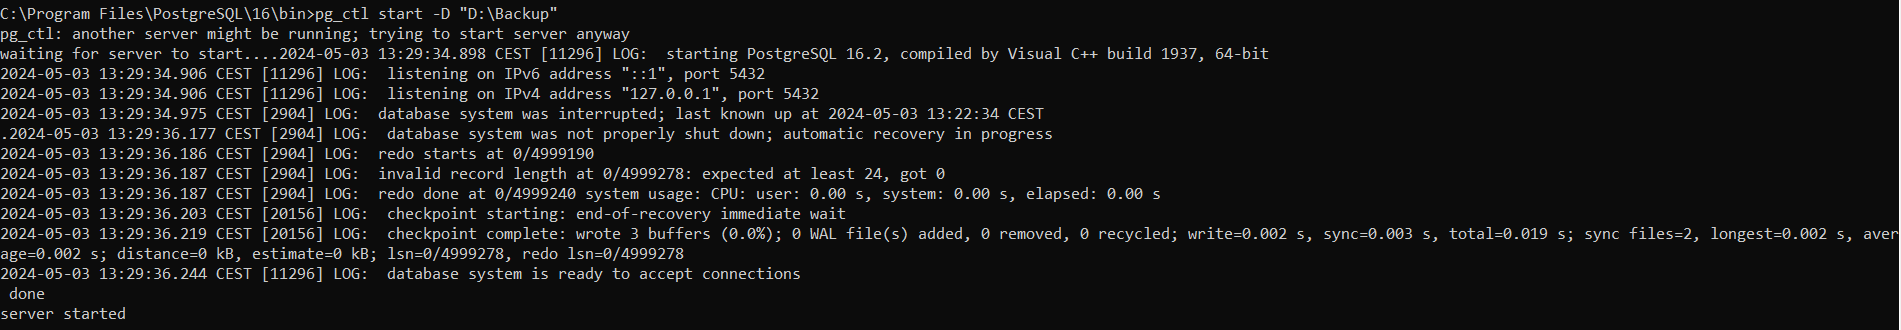 C:\Program Files\PostgreSQL\16\bin>pg_ctl start -D "D:\Backup"
pg_ctl: another server might be running; trying to start server anyway
waiting for server to start....2024-05-03 13:29:34.898 CEST [11296] LOG:  starting PostgreSQL 16.2, compiled by Visual C++ build 1937, 64-bit
2024-05-03 13:29:34.906 CEST [11296] LOG:  listening on IPv6 address "::1", port 5432
2024-05-03 13:29:34.906 CEST [11296] LOG:  listening on IPv4 address "127.0.0.1", port 5432
2024-05-03 13:29:34.975 CEST [2904] LOG:  database system was interrupted; last known up at 2024-05-03 13:22:34 CEST
.2024-05-03 13:29:36.177 CEST [2904] LOG:  database system was not properly shut down; automatic recovery in progress
2024-05-03 13:29:36.186 CEST [2904] LOG:  redo starts at 0/4999190
2024-05-03 13:29:36.187 CEST [2904] LOG:  invalid record length at 0/4999278: expected at least 24, got 0
2024-05-03 13:29:36.187 CEST [2904] LOG:  redo done at 0/4999240 system usage: CPU: user: 0.00 s, system: 0.00 s, elapsed: 0.00 s
2024-05-03 13:29:36.203 CEST [20156] LOG:  checkpoint starting: end-of-recovery immediate wait
2024-05-03 13:29:36.219 CEST [20156] LOG:  checkpoint complete: wrote 3 buffers (0.0%); 0 WAL file(s) added, 0 removed, 0 recycled; write=0.002 s, sync=0.003 s, total=0.019 s; sync files=2, longest=0.002 s, aver
age=0.002 s; distance=0 kB, estimate=0 kB; lsn=0/4999278, redo lsn=0/4999278
2024-05-03 13:29:36.244 CEST [11296] LOG:  database system is ready to accept connections
 done
server started